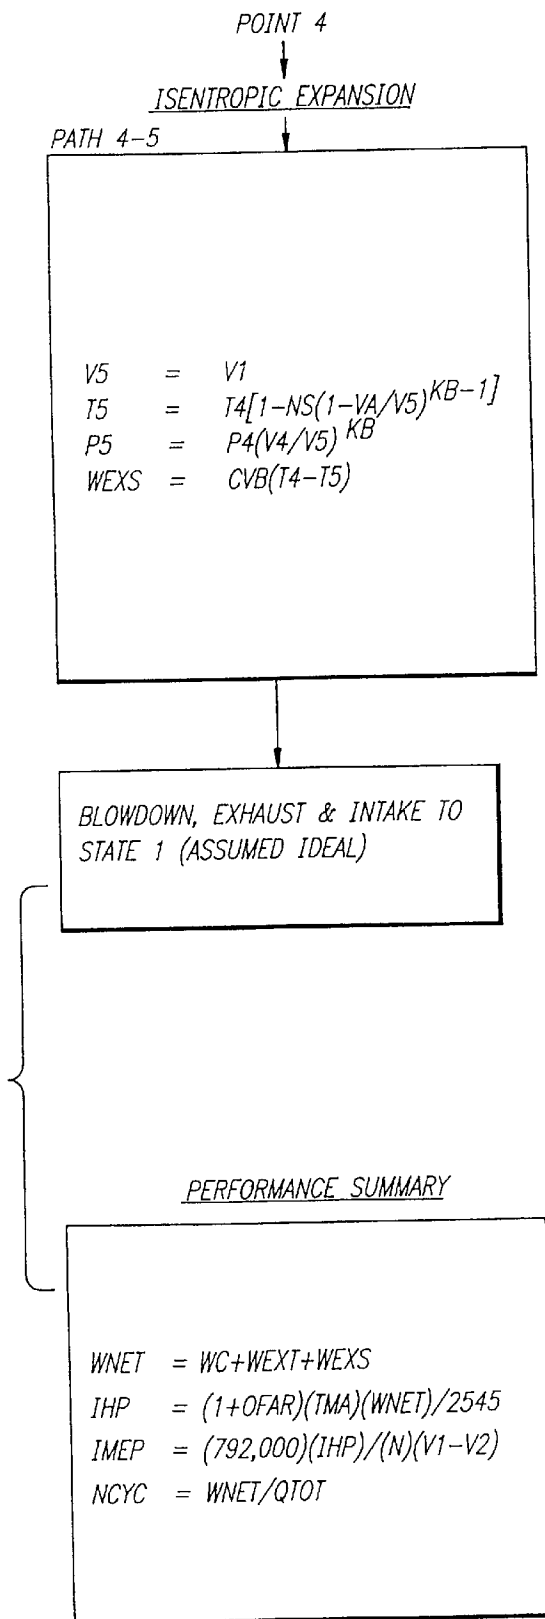 POINT 4
ISENTROPIC EXPANSION
PATH 4-5
V5 = V1
T5 = T4[1-NS(1-VA/V5)^KB-1]
P5 = P4(V4/V5)^KB
WEXS = CVB(T4-T5)
BLOWDOWN, EXHAUST & INTAKE TO
STATE 1 (ASSUMED IDEAL)
PERFORMANCE SUMMARY
WNET = WC+WEXT+WEXS
IHP = (1+OFAR)(TMA)(WNET)/2545
IMEP = (792,000)(IHP)/(N)(V1-V2)
NCYC = WNET/QTOT